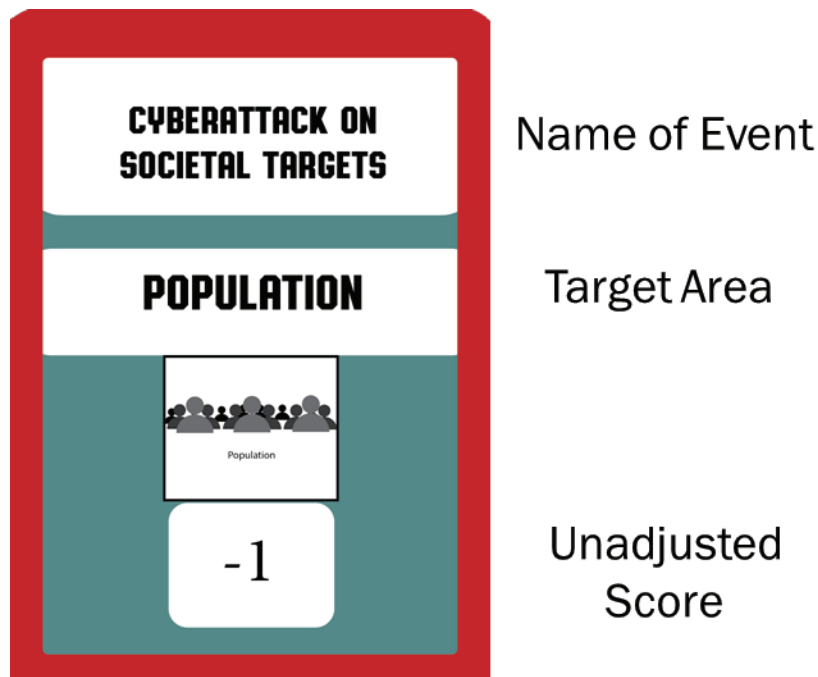 CYBERATTACK ON
SOCIETAL TARGETS
Name of Event
POPULATION
Target Area
Population
-1
Unadjusted
Score